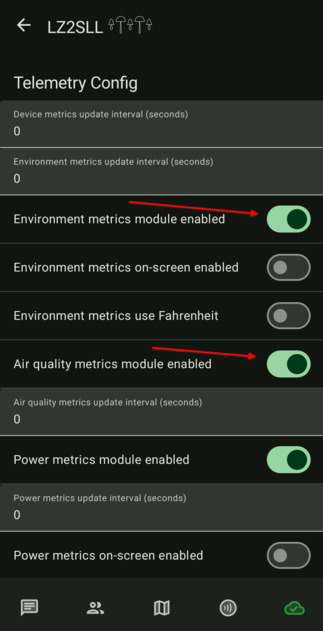 LZ2SLL
Telemetry Config
Device metrics update interval (seconds)
0
Environment metrics update interval (seconds)
0
Environment metrics module enabled
Environment metrics on-screen enabled
Environment metrics use Fahrenheit
Air quality metrics module enabled
Air quality metrics update interval (seconds)
0
Power metrics module enabled
Power metrics update interval (seconds)
0
Power metrics on-screen enabled